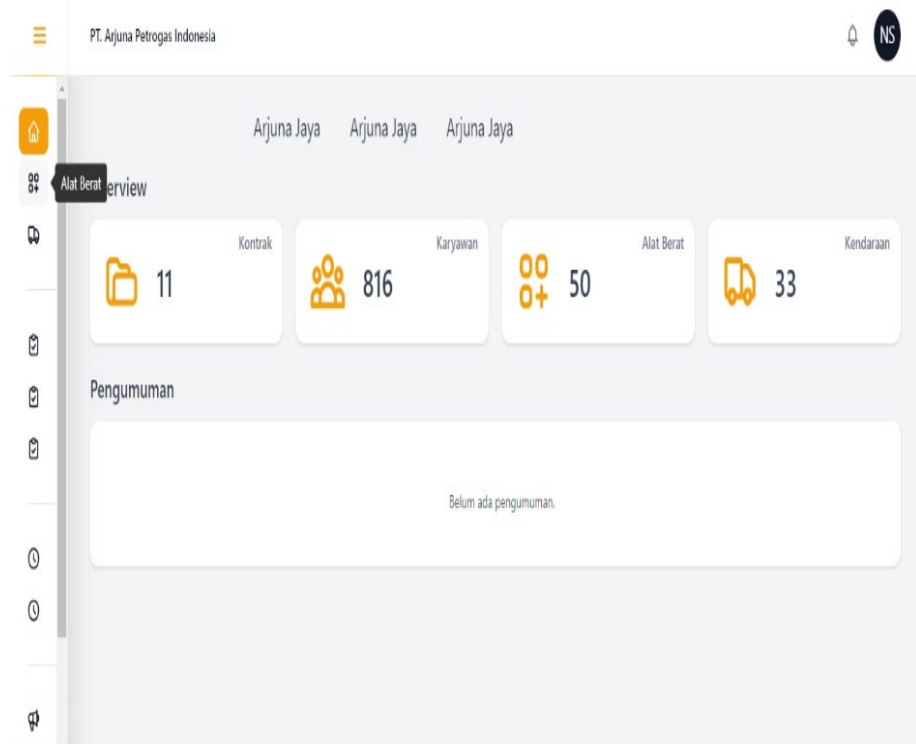 PT. Arjuna Petrogas Indonesia
NS
Arjuna Jaya Arjuna Jaya Arjuna Jaya
Alat Berat
erview
Kontrak
11
Karyawan
816
Alat Berat
50
Kendaraan
33
Pengumuman
Belum ada pengumuman.